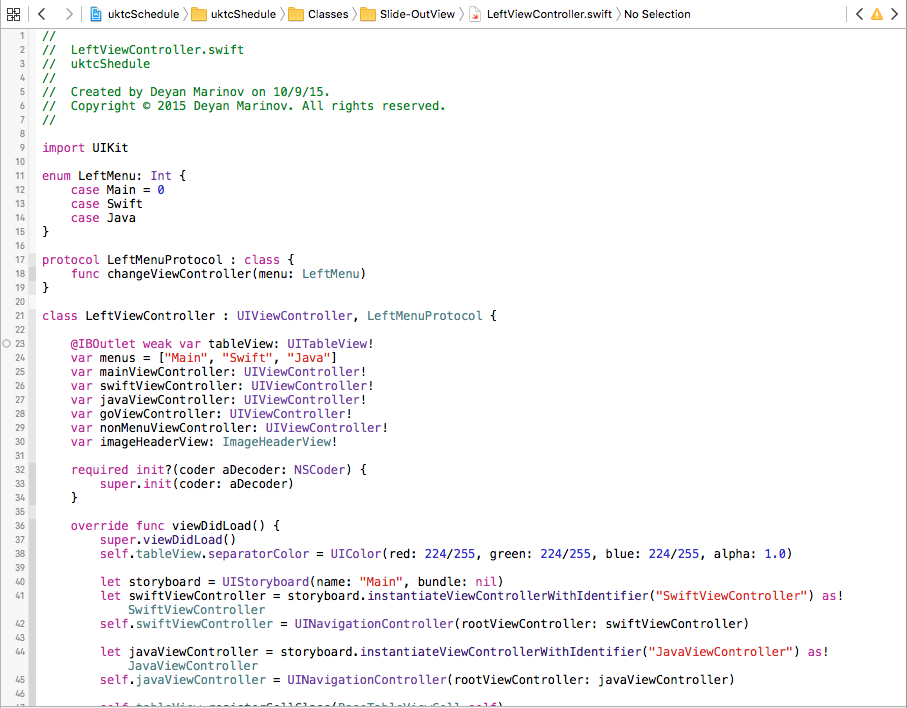 uktcSchedule uktcShedule Classes Slide-OutView LeftViewController.swift No Selection
1 //
2 //  LeftViewController.swift
3 //  uktcShedule
4 //
5 //  Created by Deyan Marinov on 10/9/15.
6 //  Copyright © 2015 Deyan Marinov. All rights reserved.
7 //
8
9 import UIKit
10
11 enum LeftMenu: Int {
12     case Main = 0
13     case Swift
14     case Java
15 }
16
17 protocol LeftMenuProtocol : class {
18     func changeViewController(menu: LeftMenu)
19 }
20
21 class LeftViewController : UIViewController, LeftMenuProtocol {
22
23     @IBOutlet weak var tableView: UITableView!
24     var menus = ["Main", "Swift", "Java"]
25     var mainViewController: UIViewController!
26     var swiftViewController: UIViewController!
27     var javaViewController: UIViewController!
28     var goViewController: UIViewController!
29     var nonMenuViewController: UIViewController!
30     var imageHeaderView: ImageHeaderView!
31
32     required init?(coder aDecoder: NSCoder) {
33         super.init(coder: aDecoder)
34     }
35
36     override func viewDidLoad() {
37         super.viewDidLoad()
38         self.tableView.separatorColor = UIColor(red: 224/255, green: 224/255, blue: 224/255, alpha: 1.0)
39
40         let storyboard = UIStoryboard(name: "Main", bundle: nil)
41         let swiftViewController = storyboard.instantiateViewControllerWithIdentifier("SwiftViewController") as!
            SwiftViewController
42         self.swiftViewController = UINavigationController(rootViewController: swiftViewController)
43
44         let javaViewController = storyboard.instantiateViewControllerWithIdentifier("JavaViewController") as!
            JavaViewController
45         self.javaViewController = UINavigationController(rootViewController: javaViewController)
46
47         self.tableView.registerCellClass(BaseTableViewCell.self)